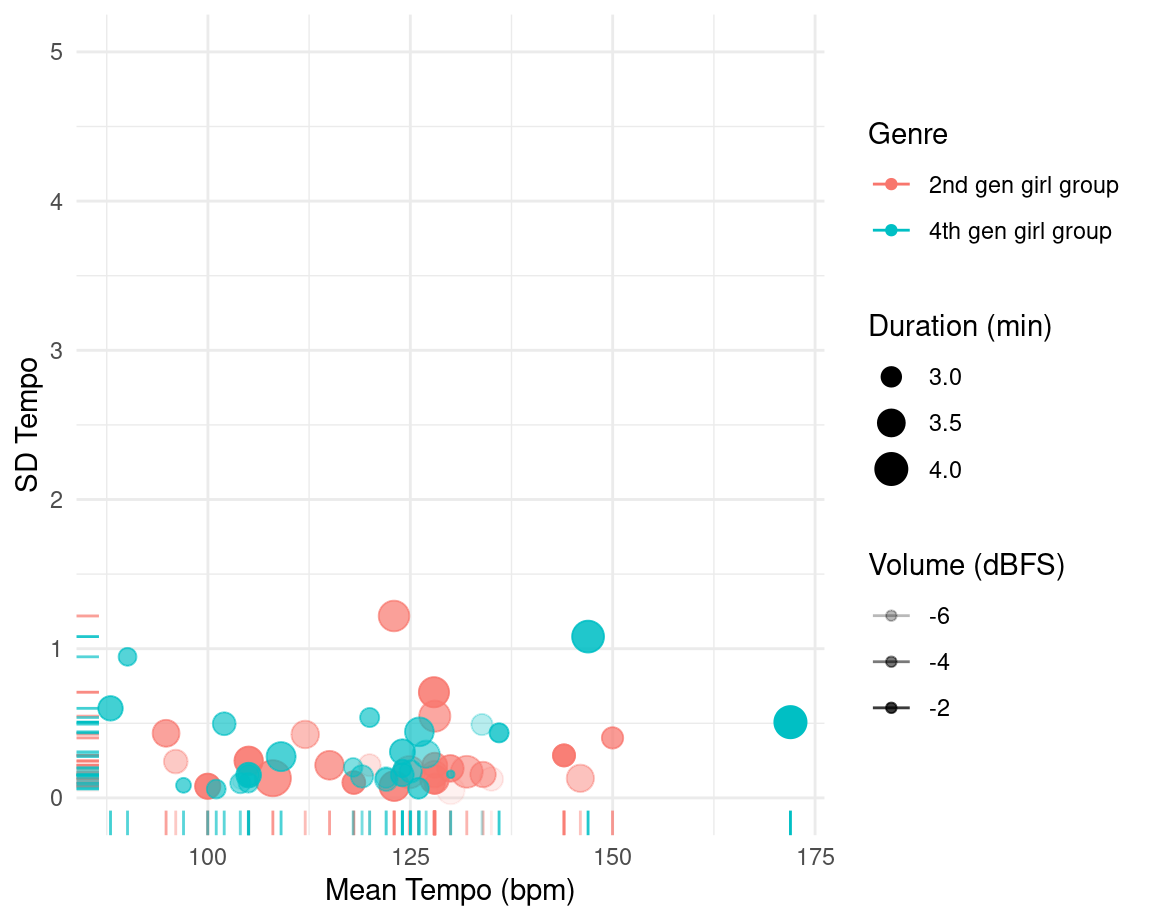 5
4
3
2
1
0
100
125
150
175
Mean Tempo (bpm)
SD Tempo
Genre
2nd gen girl group
4th gen girl group
Duration (min)
3.0
3.5
4.0
Volume (dBFS)
-6
-4
-2